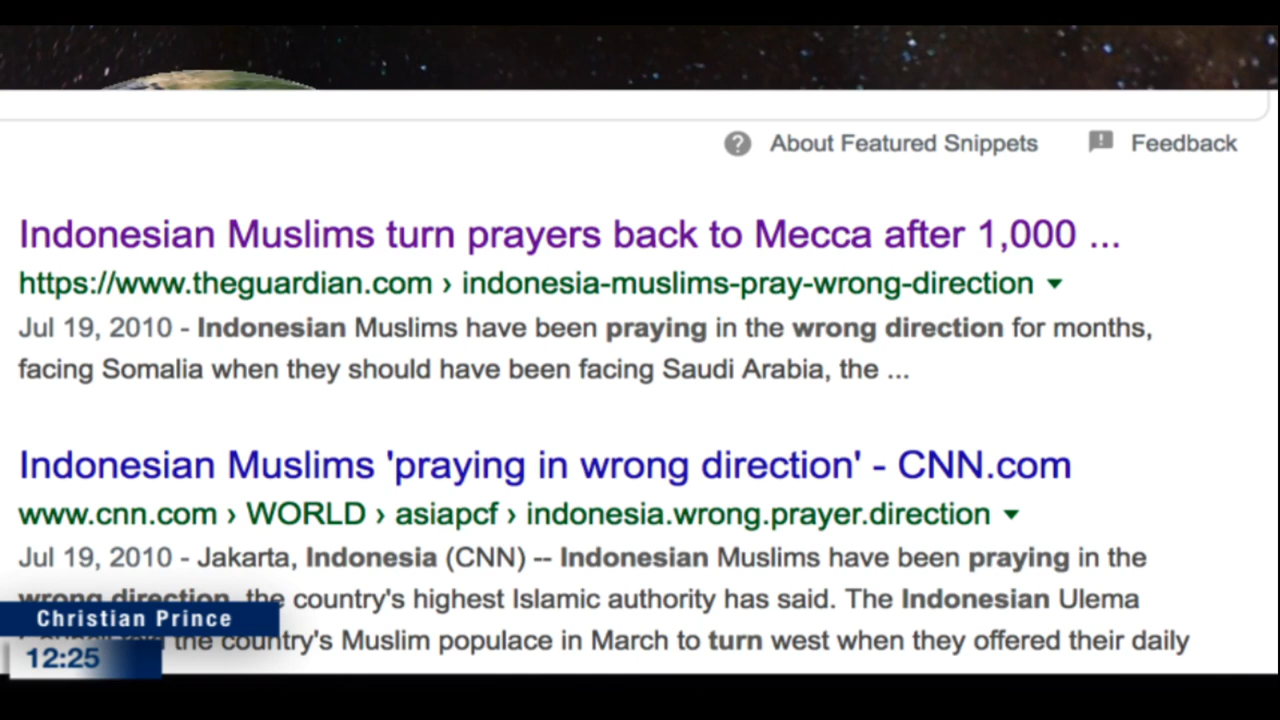 About Featured Snippets Feedback
Indonesian Muslims turn prayers back to Mecca after 1,000 ...
https://www.theguardian.com › indonesia-muslims-pray-wrong-direction
Jul 19, 2010 - Indonesian Muslims have been praying in the wrong direction for months,
facing Somalia when they should have been facing Saudi Arabia, the ...
Indonesian Muslims 'praying in wrong direction' - CNN.com
www.cnn.com › WORLD › asiapcf › indonesia.wrong.prayer.direction
Jul 19, 2010 - Jakarta, Indonesia (CNN) -- Indonesian Muslims have been praying in the
wrong direction, the country's highest Islamic authority has said. The Indonesian Ulema
the country's Muslim populace in March to turn west when they offered their daily
Christian Prince
12:25